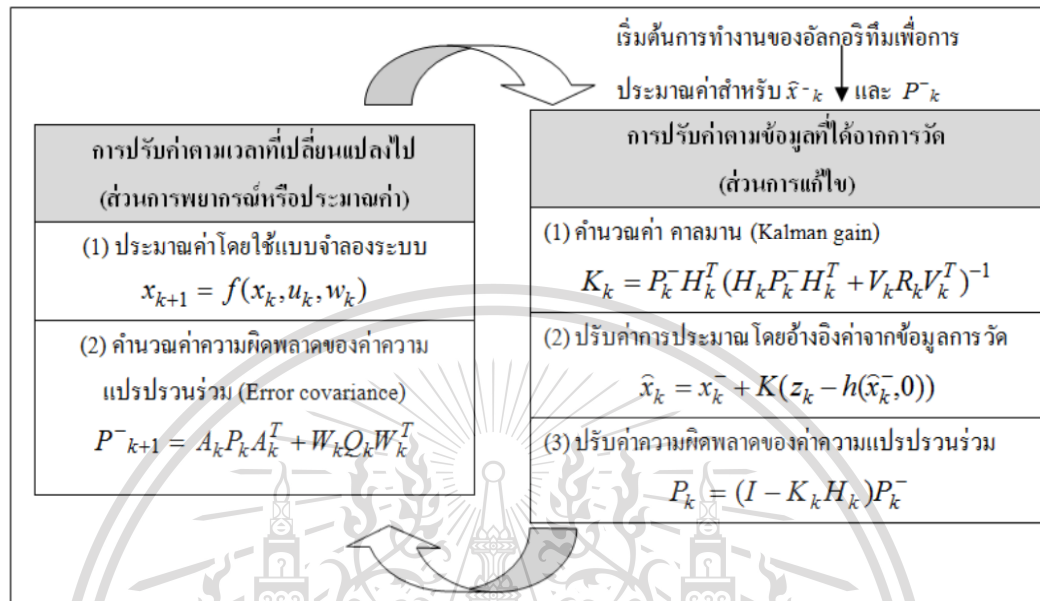 เริ่มต้นการทำงานของอัลกอริทึมเพื่อการ
ประมาณค่าสำหรับ x̂⁻ₖ และ P⁻ₖ
การปรับค่าตามเวลาที่เปลี่ยนแปลงไป
(ส่วนการพยากรณ์หรือประมาณค่า)
(1) ประมาณค่าโดยใช้แบบจำลองระบบ
xₖ₊₁ = f(xₖ, uₖ, wₖ)
(2) คำนวณค่าความผิดพลาดของค่าความ
แปรปรวนร่วม (Error covariance)
P⁻ₖ₊₁ = AₖPₖAₖᵀ + WₖQₖWₖᵀ
การปรับค่าตามข้อมูลที่ได้อากการวัด
(ส่วนการแก้ไข)
(1) คำนวณค่า คาลมาน (Kalman gain)
Kₖ = Pₖ⁻Hₖᵀ(HₖPₖ⁻Hₖᵀ + VₖRₖVₖᵀ)⁻¹
(2) ปรับค่าการประมาณโดยอ้างอิงค่าจากข้อมูลการวัด
x̂ₖ = xₖ⁻ + K(zₖ − h(x̂ₖ⁻,0))
(3) ปรับค่าความผิดพลาดของค่าความแปรปรวนร่วม
Pₖ = (I − KₖHₖ)Pₖ⁻